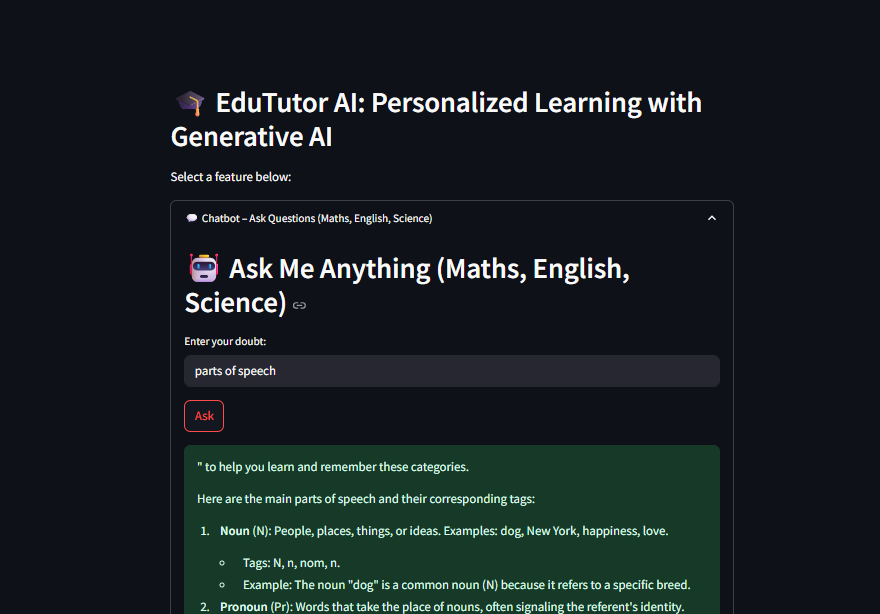 EduTutor AI: Personalized Learning with
Generative AI
Select a feature below:
Chatbot – Ask Questions (Maths, English, Science)
Ask Me Anything (Maths, English,
Science)
Enter your doubt:
parts of speech
Ask
" to help you learn and remember these categories.
Here are the main parts of speech and their corresponding tags:
1. Noun (N): People, places, things, or ideas. Examples: dog, New York, happiness, love.
Tags: N, n, nom, n.
Example: The noun "dog" is a common noun (N) because it refers to a specific breed.
2. Pronoun (Pr): Words that take the place of nouns, often signaling the referent's identity.